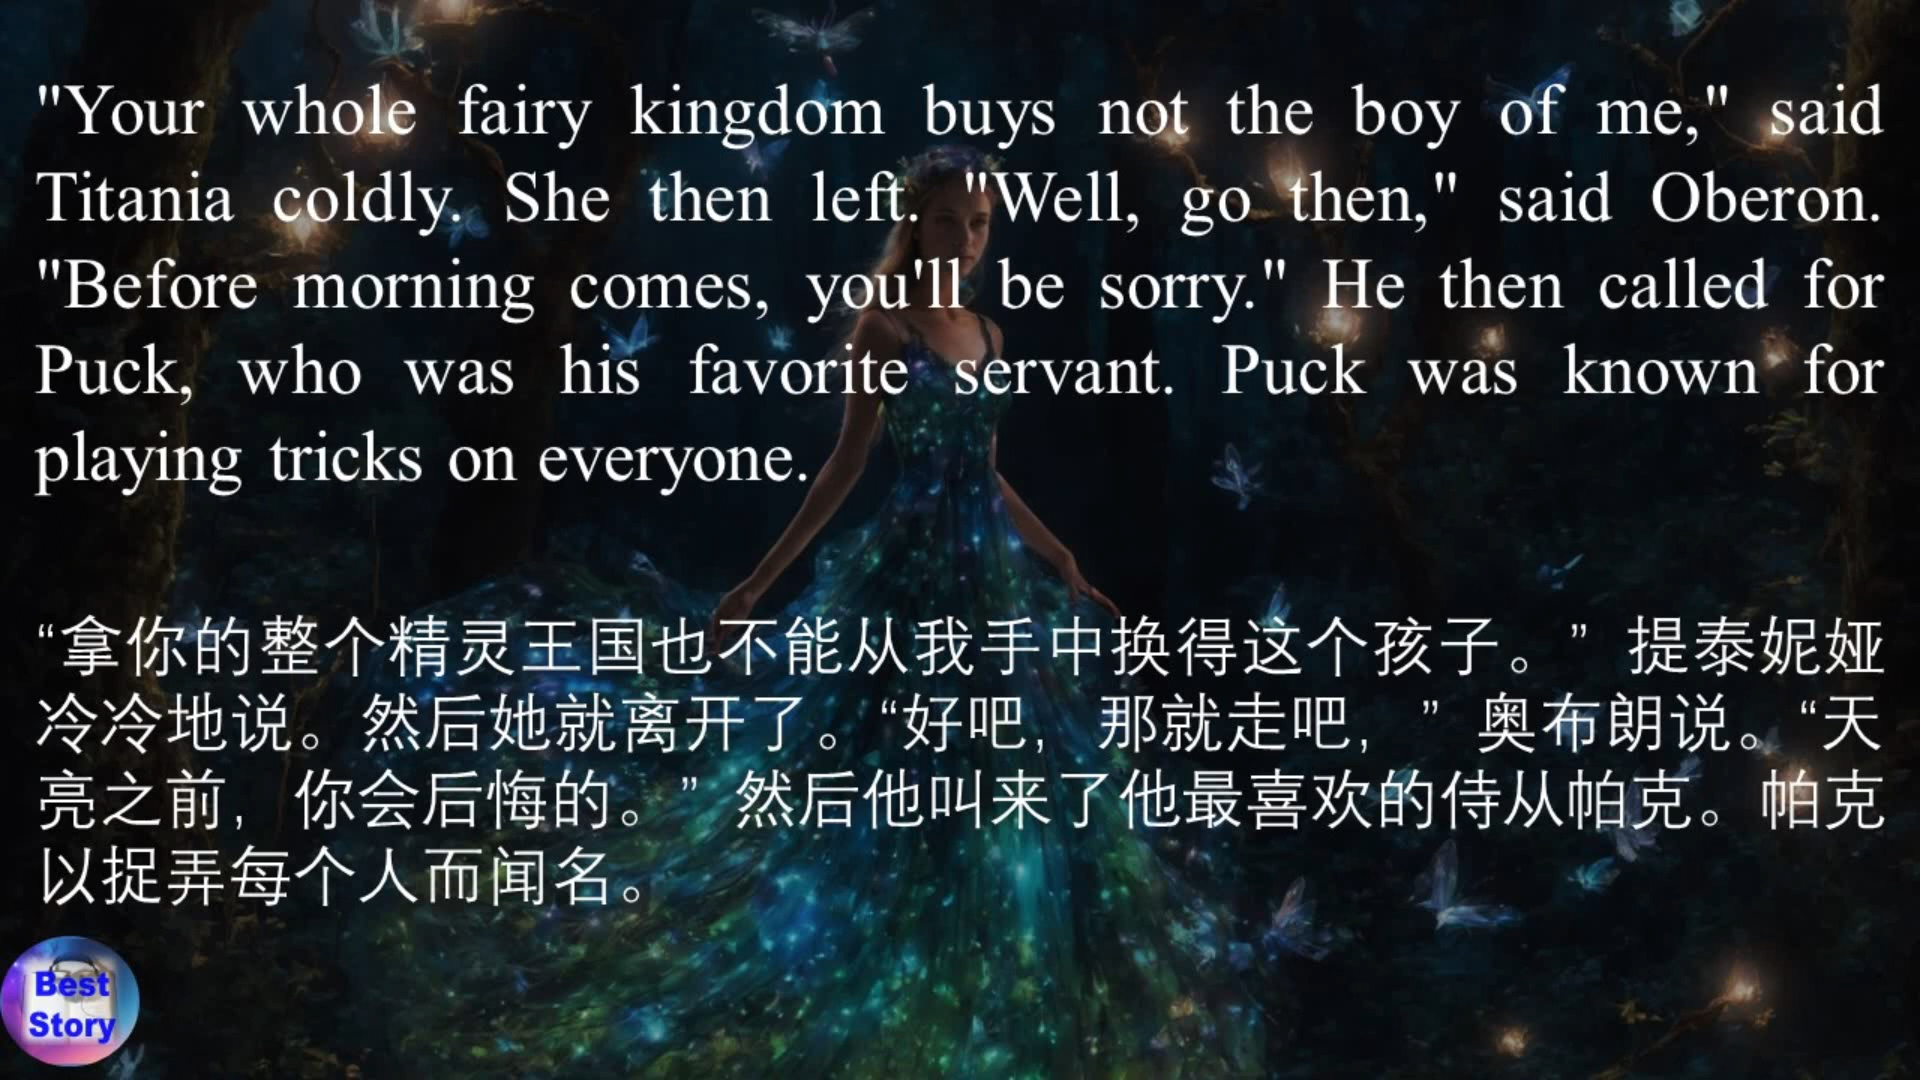 "Your whole fairy kingdom buys not the boy of me," said
Titania coldly. She then left. "Well, go then," said Oberon.
"Before morning comes, you'll be sorry." He then called for
Puck, who was his favorite servant. Puck was known for
playing tricks on everyone.
“拿你的整个精灵王国也不能从我手中换得这个孩子。” 提泰妮娅
冷冷地说。然后她就离开了。“好吧，那就走吧，” 奥布朗说。“天
亮之前，你会后悔的。” 然后他叫来了他最喜欢的侍从帕克。帕克
以捉弄每个人而闻名。
Best
Story